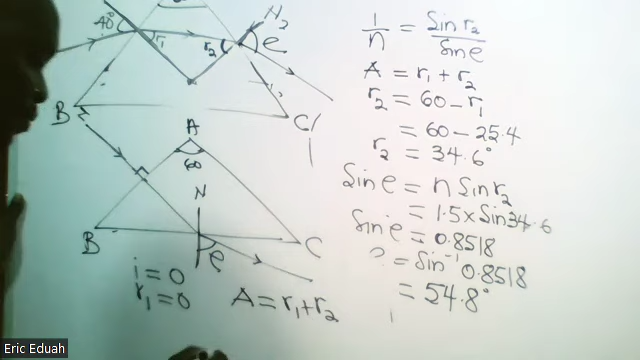 N₂
40°
r₁
r₂
e
B
C
1/n = Sin r₂/Sin e
A = r₁ + r₂
r₂ = 60 - r₁
= 60 - 25.4
r₂ = 34.6°
Sin e = n Sin r₂
= 1.5 x Sin 34.6
Sin e = 0.8518
= Sin⁻¹ 0.8518
= 54.8°
A
60
N
B
C
e
i = 0
r₁ = 0
A = r₁ + r₂
Eric Eduah